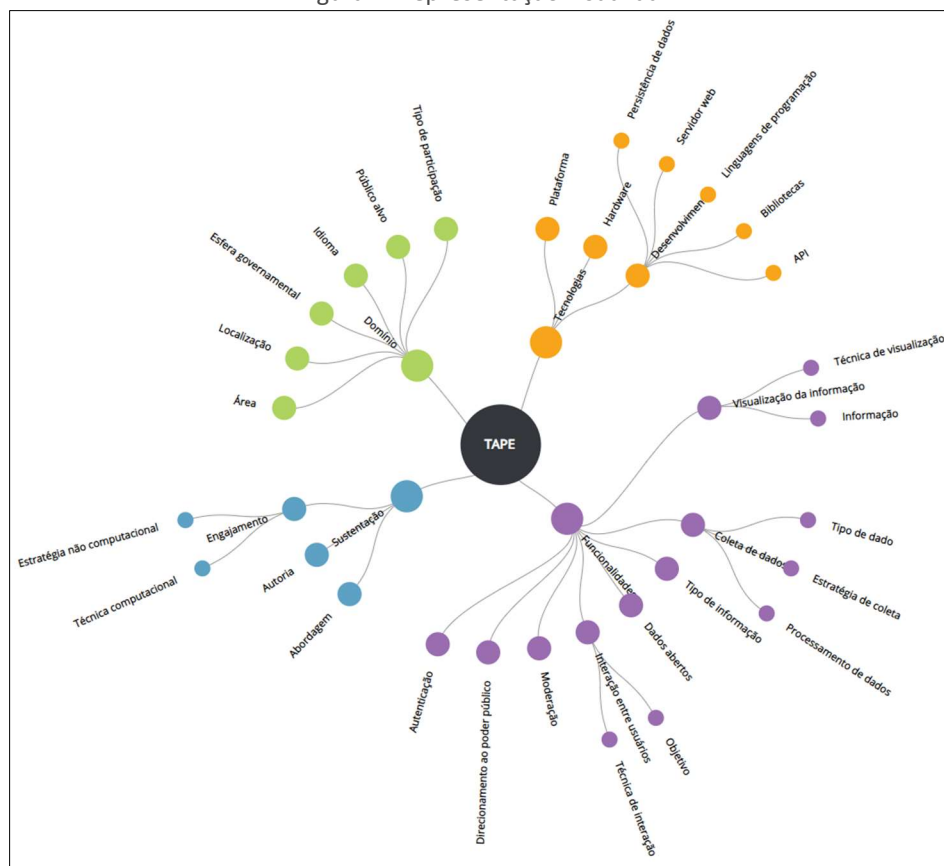 TAPE
Domínio
Tipo de participação
Público alvo
Idioma
Esfera governamental
Localização
Área
Tecnologias
Plataforma
Hardware
Desenvolvimen
Persistência de dados
Servidor web
Linguagens de programação
Bibliotecas
API
Visualização da informação
Técnica de visualização
Informação
Funcionalidades
Coleta de dados
Tipo de dado
Estratégia de coleta
Processamento de dados
Tipo de informação
Dados abertos
Interação entre usuários
Objetivo
Técnica de interação
Moderação
Direcionamento ao poder público
Autenticação
Sustentação
Engajamento
Estratégia não computacional
Técnica computacional
Autoria
Abordagem